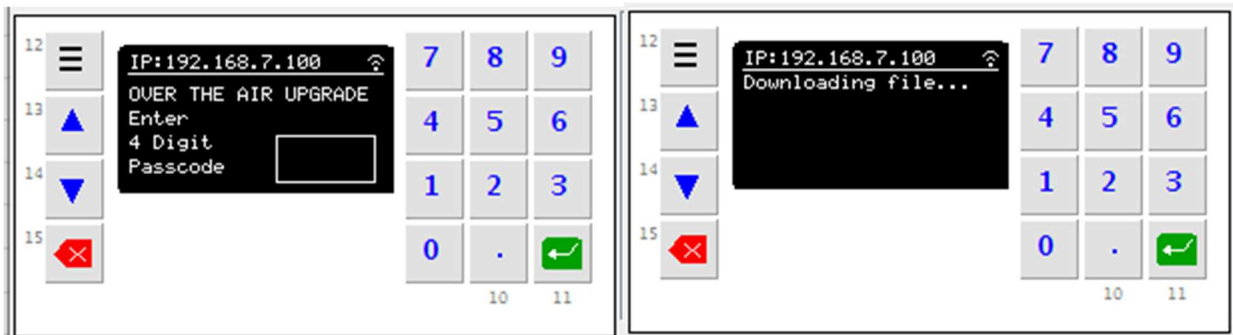 12
IP:192.168.7.100
7 8 9
OVER THE AIR UPGRADE
13
Enter
4 5 6
4 Digit
14
Passcode
1 2 3
15
0 .
10 11
12
IP:192.168.7.100
7 8 9
Downloading file...
13
4 5 6
14
1 2 3
15
0 .
10 11